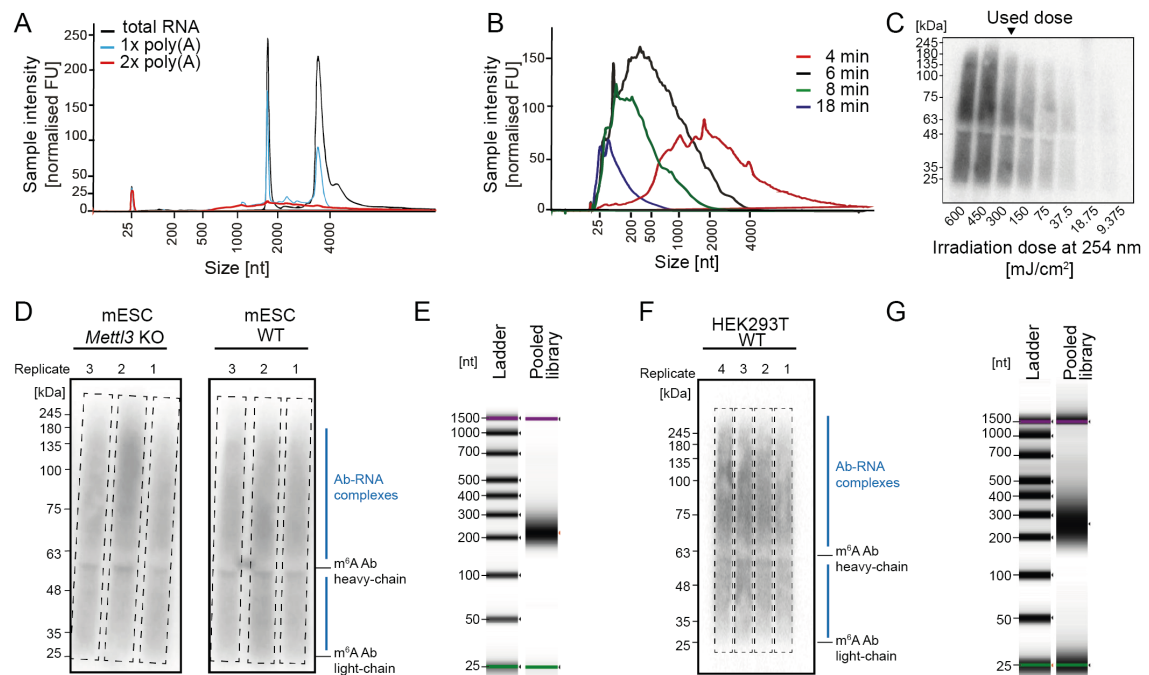 A
total RNA
1x poly(A)
2x poly(A)
Sample intensity
[normalised FU]
250
200
150
100
50
25
0
25
200
500
1000
2000
4000
Size [nt]
B
4 min
6 min
8 min
18 min
Sample intensity
[normalised FU]
150
100
50
0
25
200
500
1000
2000
4000
Size [nt]
C
Used dose
[kDa]
245
180
135
100
75
63
48
35
25
600
450
300
150
75
37.5
18.75
9.375
Irradiation dose at 254 nm
[mJ/cm²]
D
mESC
Mettl3 KO
mESC
WT
Replicate
3 2 1
3 2 1
[kDa]
245
180
135
100
75
63
48
35
25
Ab-RNA
complexes
m⁶A Ab
heavy-chain
m⁶A Ab
light-chain
E
Ladder
Pooled
library
[nt]
1500
1000
700
500
400
300
200
100
50
25
F
HEK293T
WT
Replicate
4 3 2 1
[kDa]
245
180
135
100
75
63
48
35
25
Ab-RNA
complexes
m⁶A Ab
heavy-chain
m⁶A Ab
light-chain
G
Ladder
Pooled
library
[nt]
1500
1000
700
500
400
300
200
100
50
25